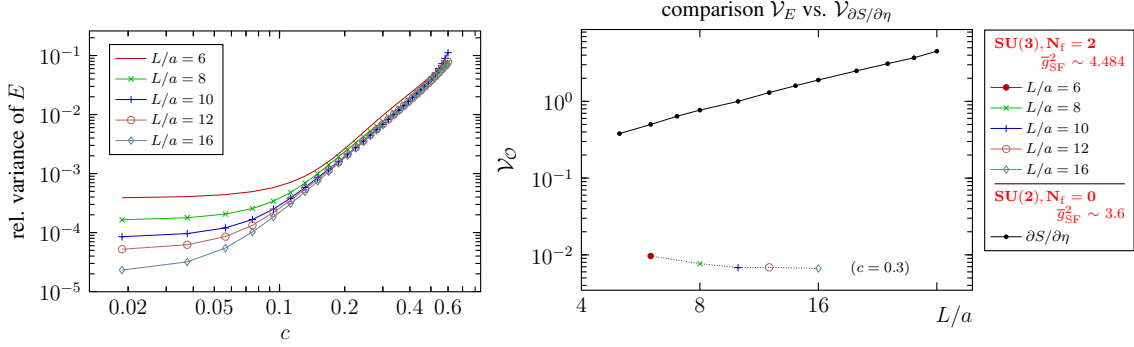 comparison 𝒱_E vs. 𝒱_{∂S/∂η}
rel. variance of E
10^{-1}
10^{-2}
10^{-3}
10^{-4}
10^{-5}
L/a = 6
L/a = 8
L/a = 10
L/a = 12
L/a = 16
0.02
0.05
0.1
0.2
0.4
0.6
c
𝒱_𝒪
10^0
10^{-1}
10^{-2}
(c = 0.3)
4
8
16
L/a
SU(3), N_f = 2
g̅²_SF ∼ 4.484
L/a = 6
L/a = 8
L/a = 10
L/a = 12
L/a = 16
SU(2), N_f = 0
g̅²_SF ∼ 3.6
∂S/∂η